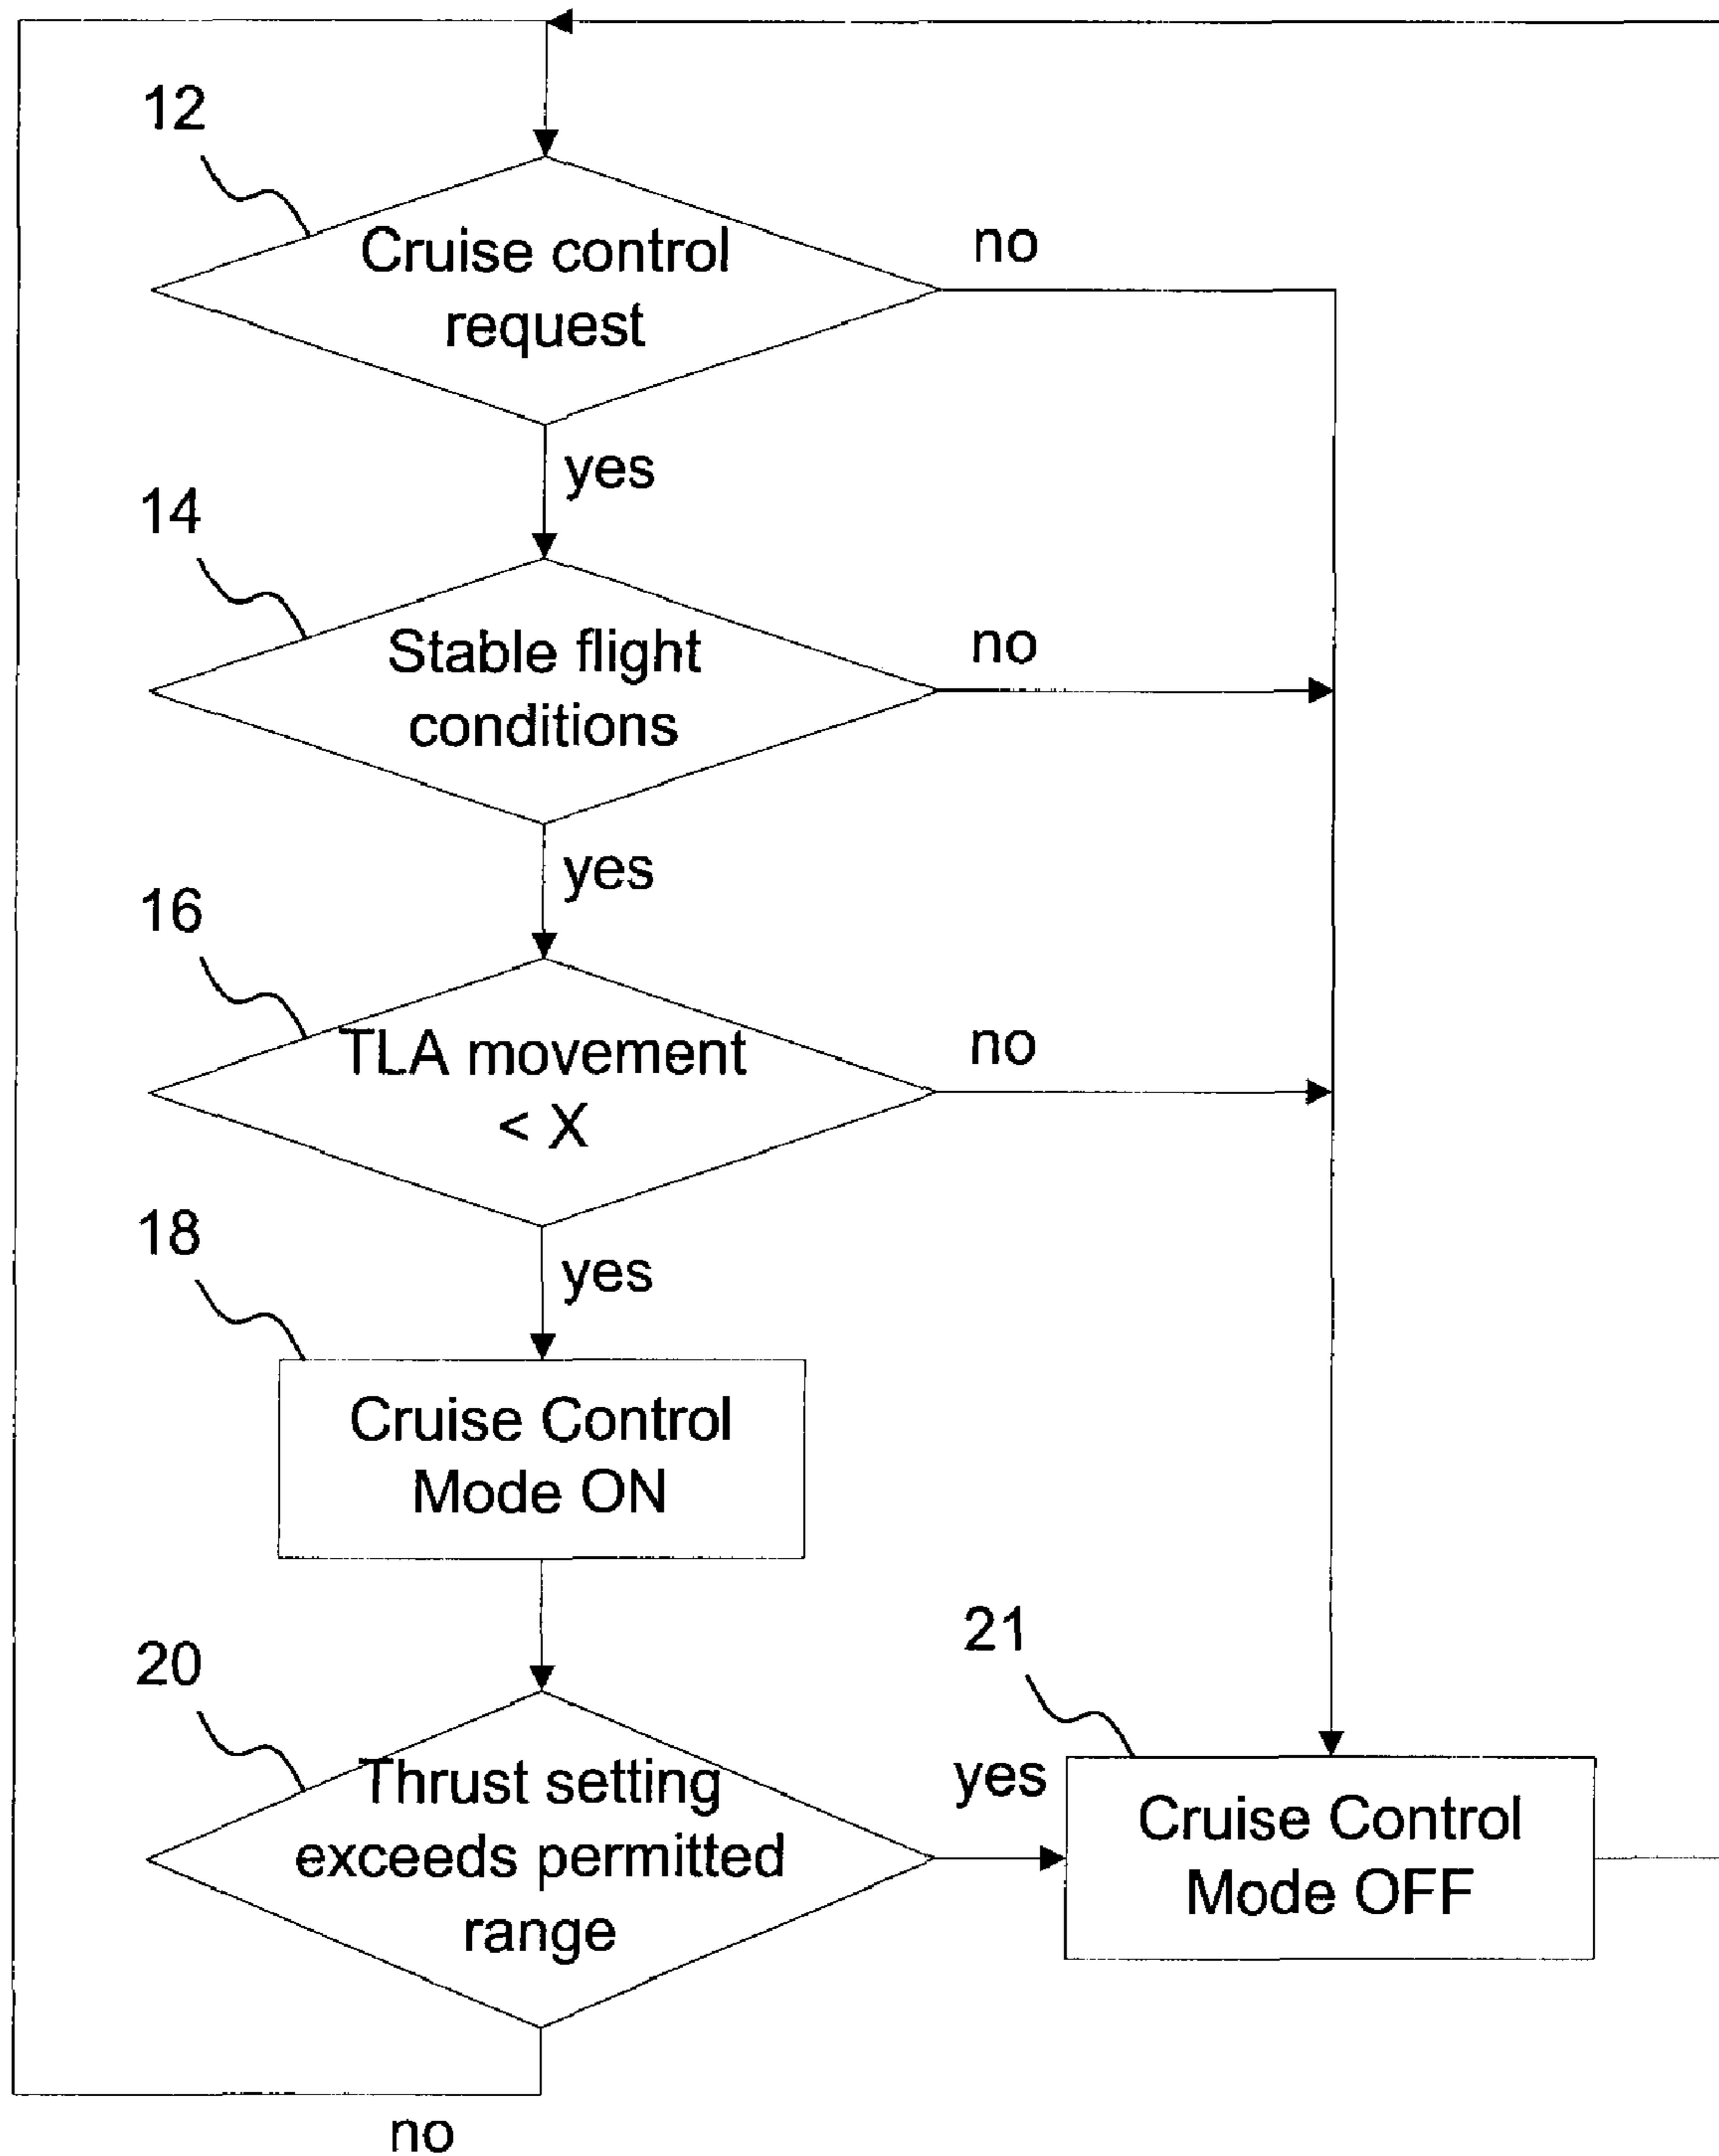 12
Cruise control
request
no
yes
14
Stable flight
conditions
no
yes
16
TLA movement
< X
no
yes
18
Cruise Control
Mode ON
20
Thrust setting
exceeds permitted
range
yes
21
Cruise Control
Mode OFF
no